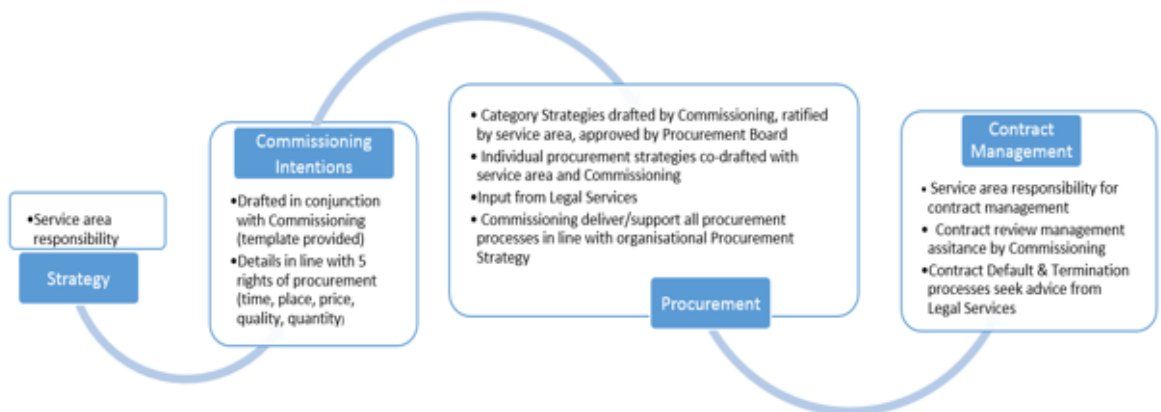 •Service area
responsibility
Strategy
Commissioning
Intentions
•Drafted in conjunction
with Commissioning
(template provided)
•Details in line with 5
rights of procurement
(time, place, price,
quality, quantity)
• Category Strategies drafted by Commissioning, ratified
by service area, approved by Procurement Board
• Individual procurement strategies co-drafted with
service area and Commissioning
•Input from Legal Services
• Commissioning deliver/support all procurement
processes in line with organisational Procurement
Strategy
Procurement
Contract
Management
• Service area responsibility for
contract management
• Contract review management
assitance by Commissioning
•Contract Default & Termination
processes seek advice from
Legal Services